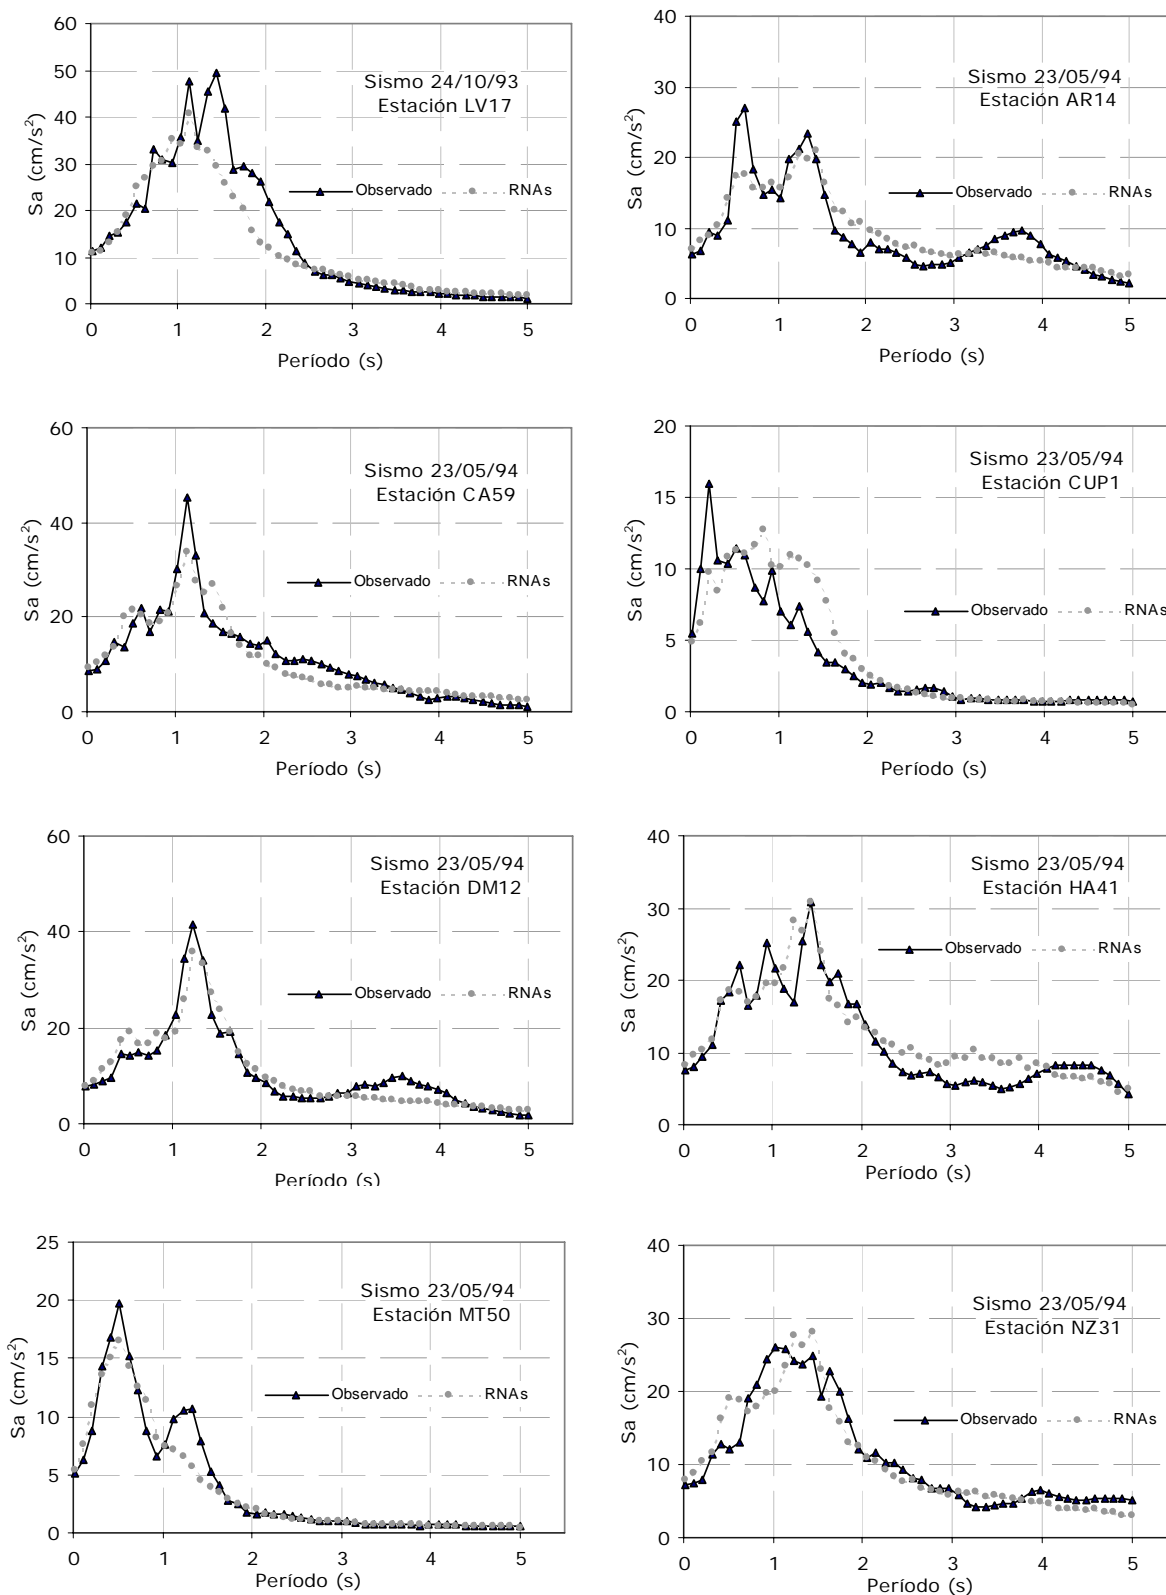 60
50
40
30
20
10
0
Sa (cm/s²)
Sismo 24/10/93
Estación LV17
Observado
RNAs
0 1 2 3 4 5
Período (s)
40
30
20
10
0
Sa (cm/s²)
Sismo 23/05/94
Estación AR14
Observado
RNAs
0 1 2 3 4 5
Período (s)
60
40
20
0
Sa (cm/s²)
Sismo 23/05/94
Estación CA59
Observado
RNAs
0 1 2 3 4 5
Período (s)
20
15
10
5
0
Sa (cm/s²)
Sismo 23/05/94
Estación CUP1
Observado
RNAs
0 1 2 3 4 5
Período (s)
60
40
20
0
Sa (cm/s²)
Sismo 23/05/94
Estación DM12
Observado
RNAs
0 1 2 3 4 5
Período (s)
40
30
20
10
0
Sa (cm/s²)
Sismo 23/05/94
Estación HA41
Observado
RNAs
0 1 2 3 4 5
Período (s)
25
20
15
10
5
0
Sa (cm/s²)
Sismo 23/05/94
Estación MT50
Observado
RNAs
0 1 2 3 4 5
Período (s)
40
30
20
10
0
Sa (cm/s²)
Sismo 23/05/94
Estación NZ31
Observado
RNAs
0 1 2 3 4 5
Período (s)